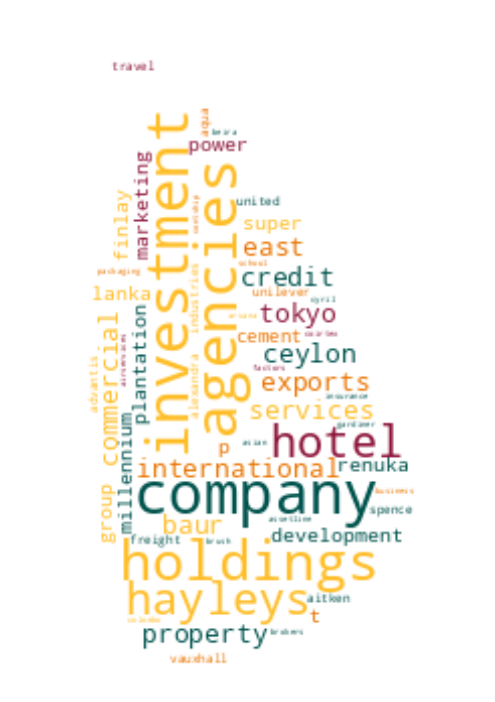 travel
investment
agencies
aqua
beira
power
marketing
finlay
united
super
east
packaging
school
credit
lanka
industries
unilever
cyril
tokyo
commercial
plantation
cement
ceylon
alexandra
advantis
factors
exports
insurance
services
gardiner
millennium
asian
hotel
p
international
renuka
company
business
group
spence
baur
assetline
development
freight
brush
holdings
hayleys
aitken
t
colombo
property
brokers
vauxhall